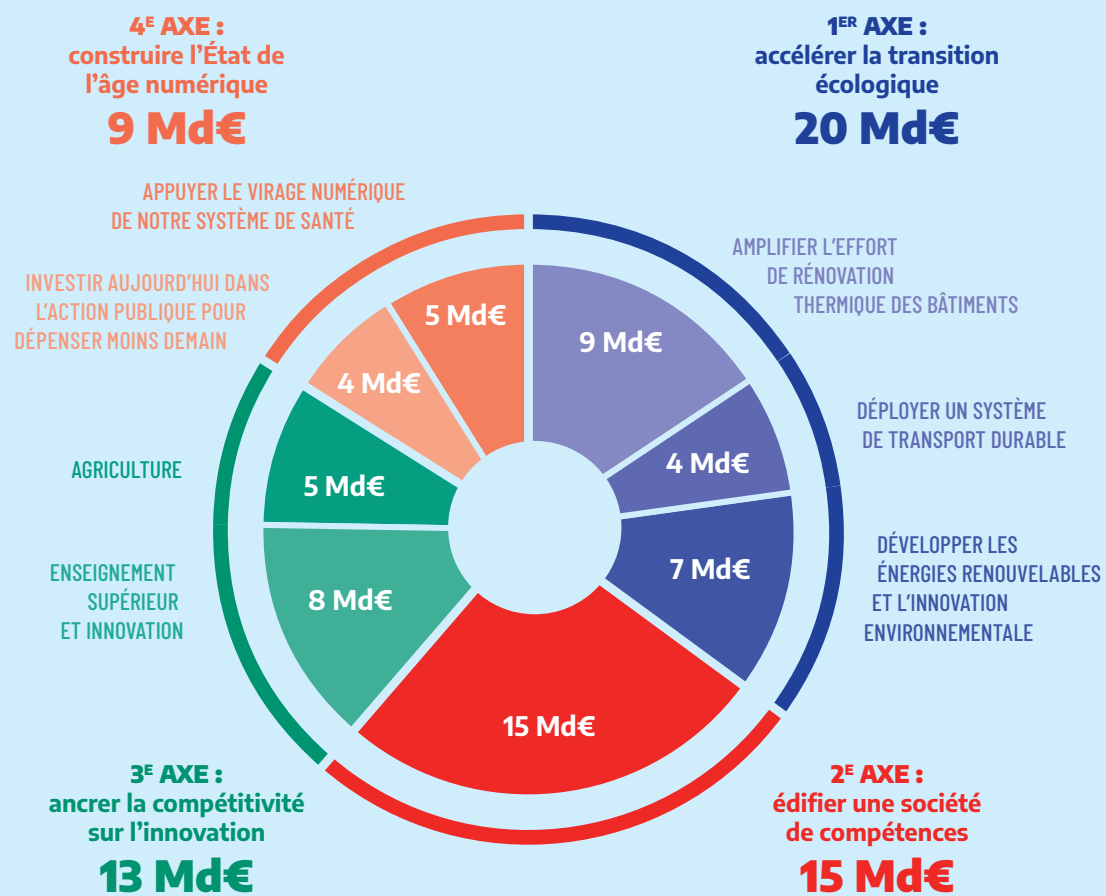 4E AXE :
construire l’État de
l’âge numérique
9 Md€
1ER AXE :
accélérer la transition
écologique
20 Md€
APPUYER LE VIRAGE NUMÉRIQUE
DE NOTRE SYSTÈME DE SANTÉ
INVESTIR AUJOURD’HUI DANS
L’ACTION PUBLIQUE POUR
DÉPENSER MOINS DEMAIN
AGRICULTURE
ENSEIGNEMENT
SUPÉRIEUR
ET INNOVATION
5 Md€
4 Md€
5 Md€
8 Md€
9 Md€
4 Md€
7 Md€
15 Md€
AMPLIFIER L’EFFORT
DE RÉNOVATION
THERMIQUE DES BÂTIMENTS
DÉPLOYER UN SYSTÈME
DE TRANSPORT DURABLE
DÉVELOPPER LES
ÉNERGIES RENOUVELABLES
ET L’INNOVATION
ENVIRONNEMENTALE
3E AXE :
ancrer la compétitivité
sur l’innovation
13 Md€
2E AXE :
édifier une société
de compétences
15 Md€